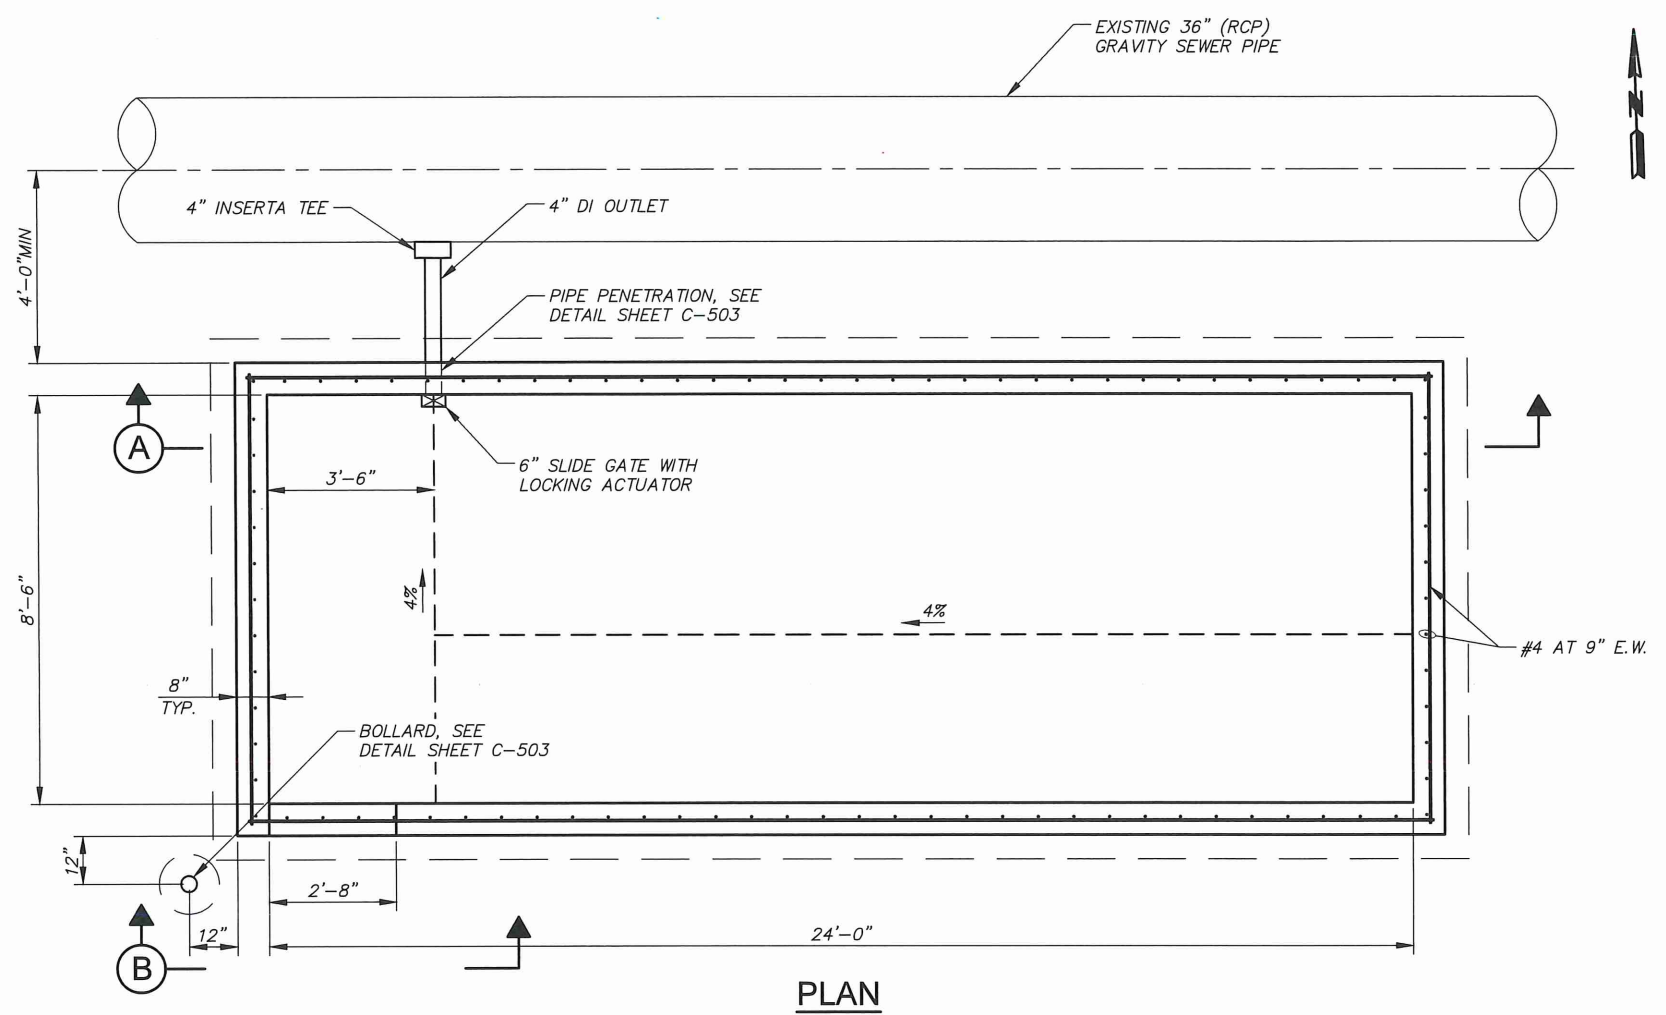 EXISTING 36" (RCP)
GRAVITY SEWER PIPE
N
4" INSERTA TEE
4" DI OUTLET
4'-0"MIN
PIPE PENETRATION, SEE
DETAIL SHEET C-503
A
3'-6"
6" SLIDE GATE WITH
LOCKING ACTUATOR
8'-6"
4%
4%
#4 AT 9" E.W.
8"
TYP.
BOLLARD, SEE
DETAIL SHEET C-503
12"
2'-8"
12"
24'-0"
B
PLAN